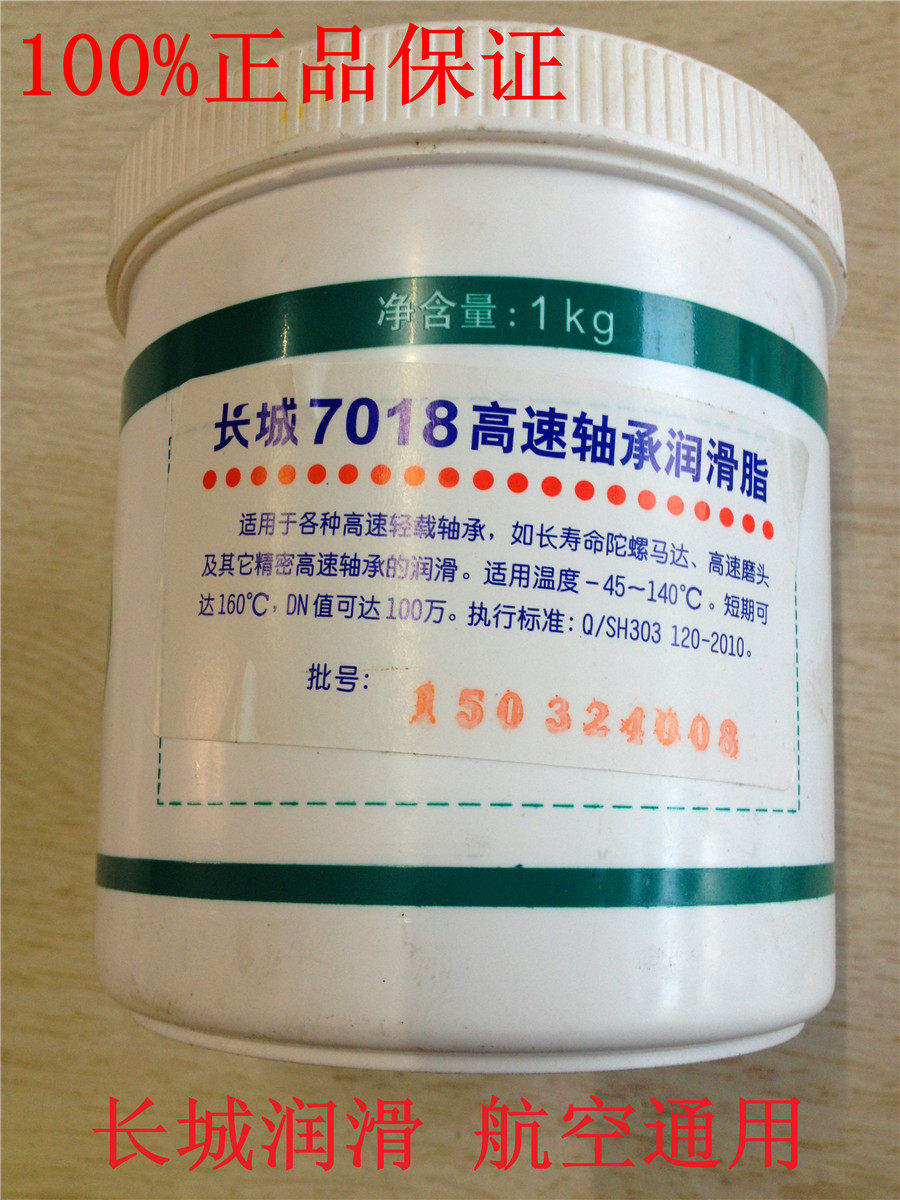 100%正品保证
净含量:1kg
长城7018高速轴承润滑脂
适用于各种高速轻载轴承，如长寿命陀螺马达、高速磨头
及其它精密高速轴承的润滑。适用温度-45~140℃。短期可
达160℃，DN值可达100万。执行标准：Q/SH303 120-2010。
批号：
150324008
长城润滑 航空通用